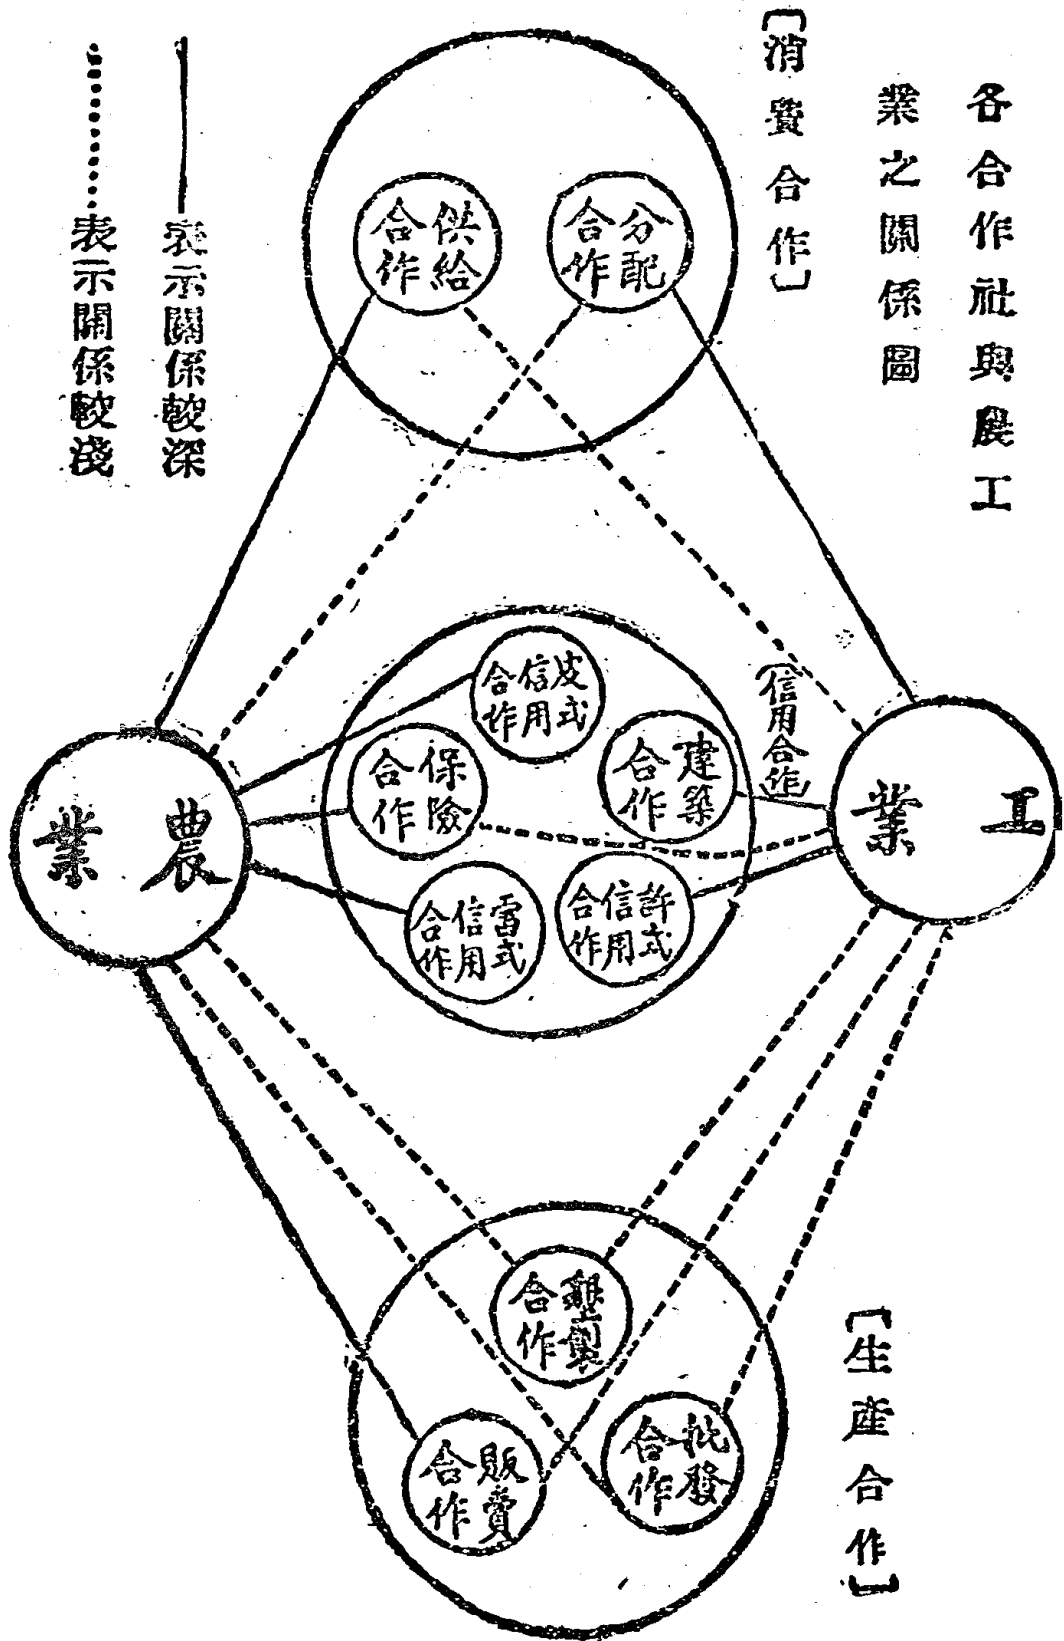 各合作社與農工
業之關係圖
〔消費合作〕
分配
合作
供給
合作
表示關係較深
表示關係較淺
〔信用合作〕
皮式
信用
合作
建築
合作
保險
合作
許式
信用
合作
雷式
信用
合作
工業
農業
〔生產合作〕
墾製
合作
批發
合作
販賣
合作